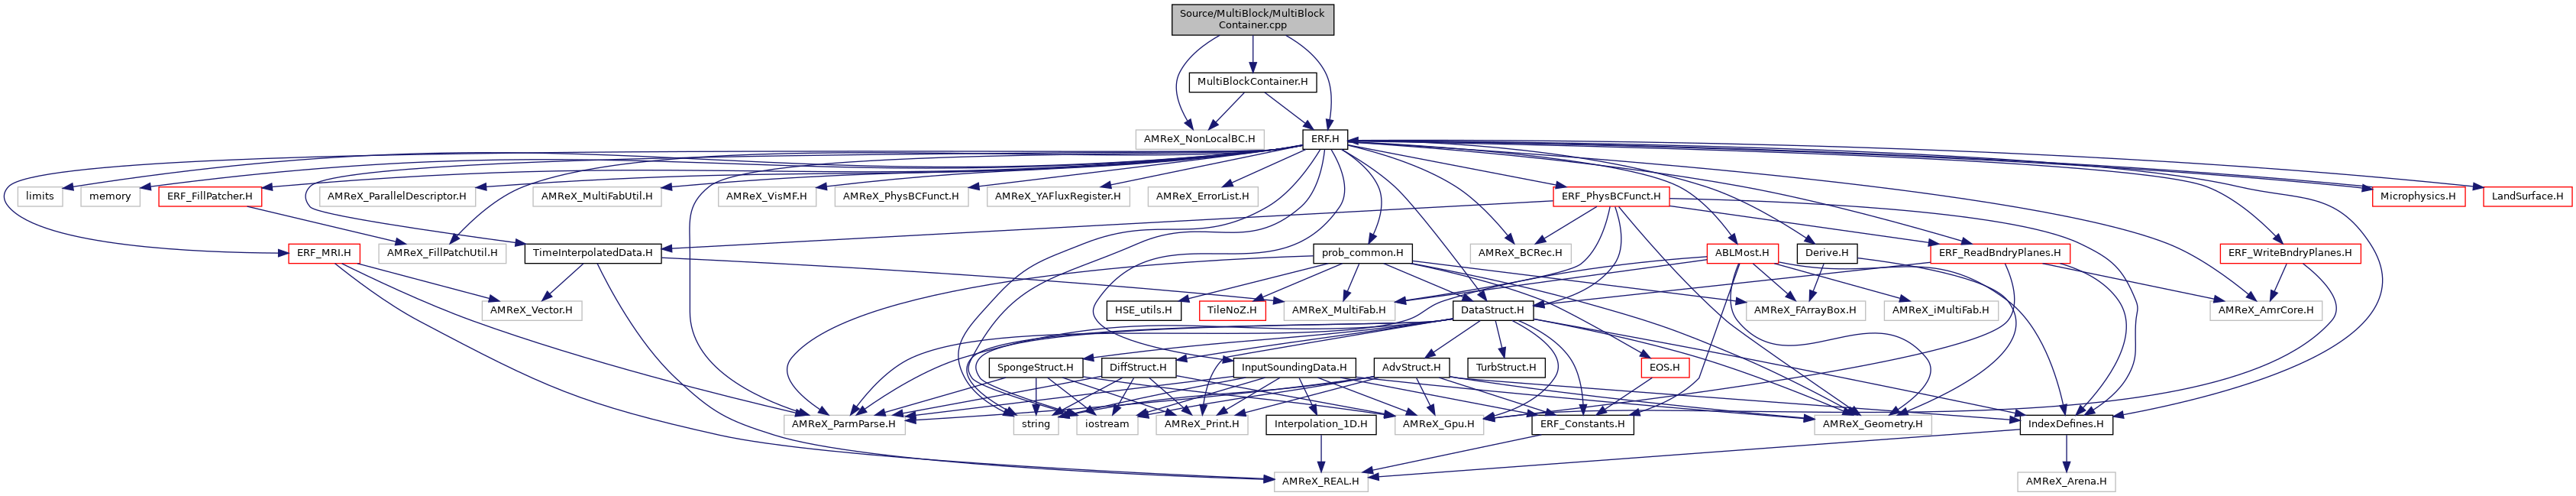 Source/MultiBlock/MultiBlock
Container.cpp
MultiBlockContainer.H
AMReX_NonLocalBC.H
ERF.H
limits
memory
ERF_FillPatcher.H
AMReX_ParallelDescriptor.H
AMReX_MultiFabUtil.H
AMReX_VisMF.H
AMReX_PhysBCFunct.H
AMReX_YAFluxRegister.H
AMReX_ErrorList.H
ERF_PhysBCFunct.H
Microphysics.H
LandSurface.H
ERF_MRI.H
AMReX_FillPatchUtil.H
TimeInterpolatedData.H
prob_common.H
AMReX_BCRec.H
ABLMost.H
Derive.H
ERF_ReadBndryPlanes.H
ERF_WriteBndryPlanes.H
AMReX_Vector.H
HSE_utils.H
TileNoZ.H
AMReX_MultiFab.H
DataStruct.H
AMReX_FArrayBox.H
AMReX_iMultiFab.H
AMReX_AmrCore.H
SpongeStruct.H
DiffStruct.H
InputSoundingData.H
AdvStruct.H
TurbStruct.H
EOS.H
AMReX_ParmParse.H
string
iostream
AMReX_Print.H
Interpolation_1D.H
AMReX_Gpu.H
ERF_Constants.H
AMReX_Geometry.H
IndexDefines.H
AMReX_REAL.H
AMReX_Arena.H